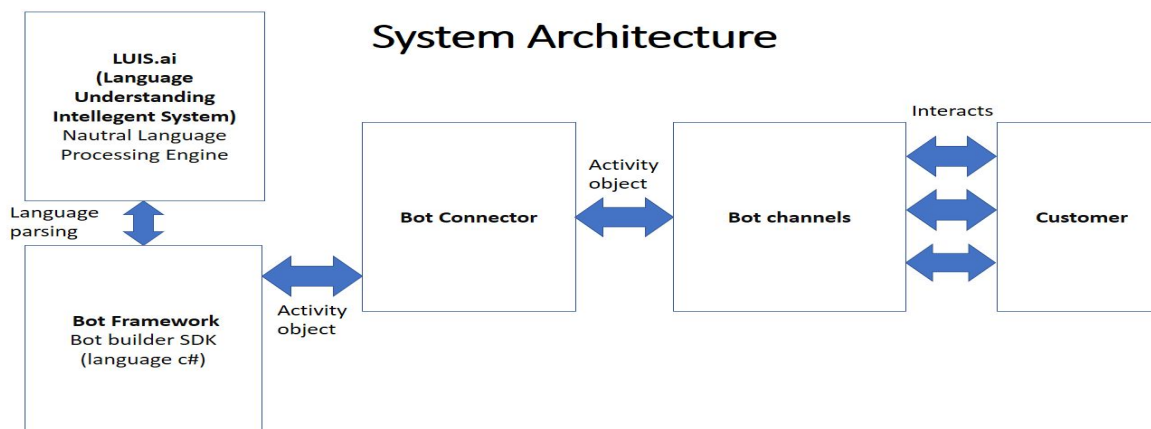 System Architecture
LUIS.ai
(Language
Understanding
Intellegent System)
Nautral Language
Processing Engine
Language
parsing
Bot Framework
Bot builder SDK
(language c#)
Activity
object
Bot Connector
Activity
object
Bot channels
Interacts
Customer